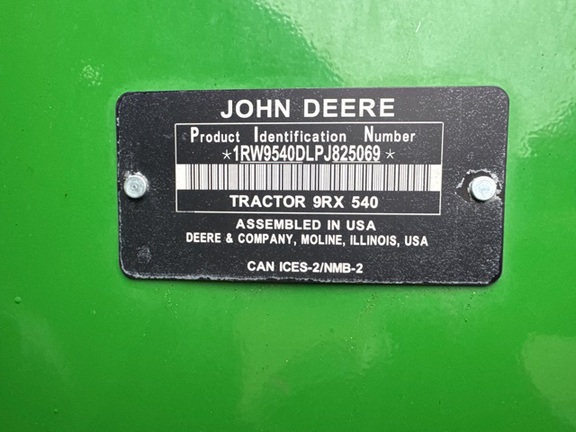 JOHN DEERE
Product Identification Number
*1RW9540DLPJ825069*
TRACTOR 9RX 540
ASSEMBLED IN USA
DEERE & COMPANY, MOLINE, ILLINOIS, USA
CAN ICES-2/NMB-2